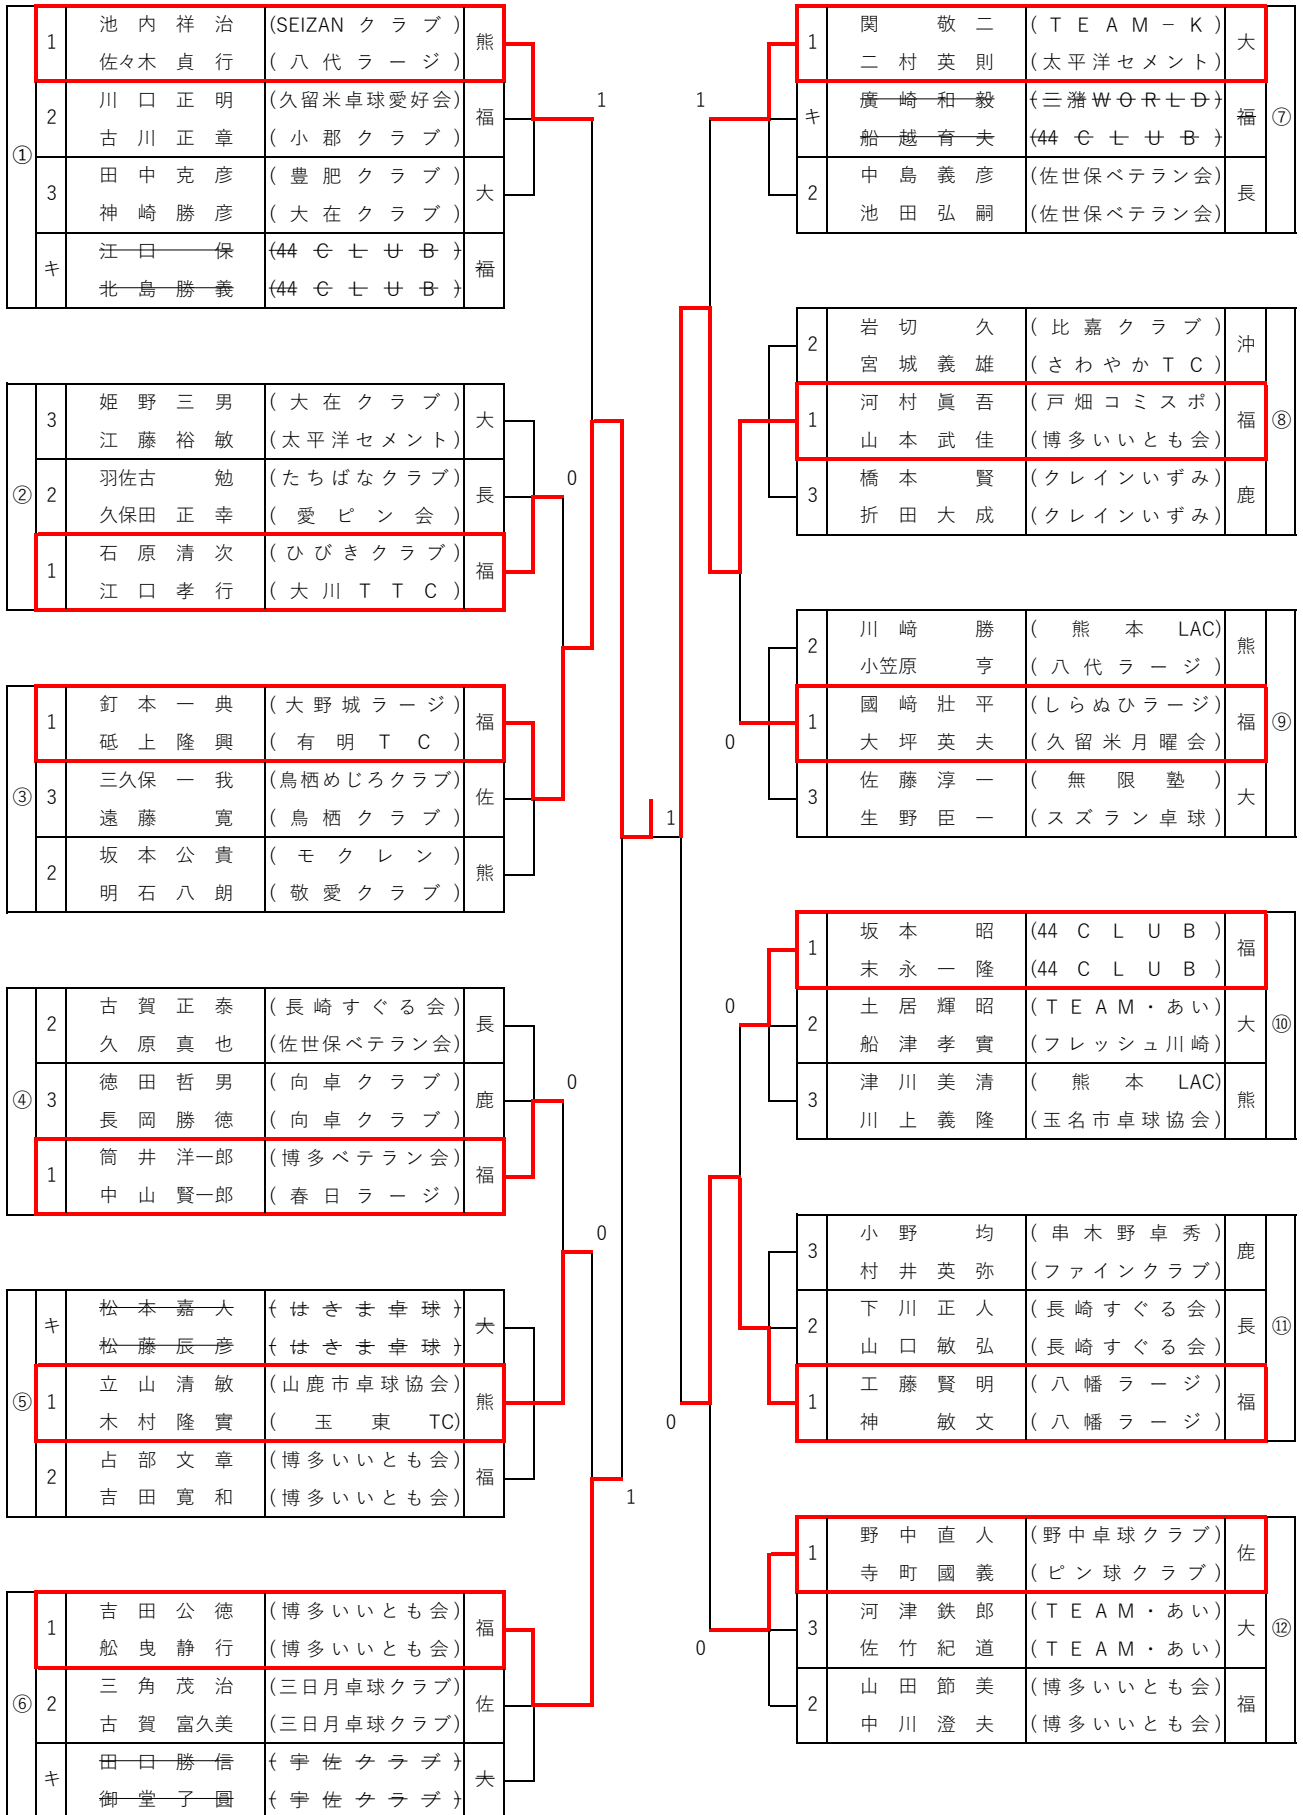 ①
1 池内祥治 (SEIZANクラブ) 熊
佐々木貞行 (八代ラージ)
2 川口正明 (久留米卓球愛好会) 福
古川正章 (小郡クラブ)
3 田中克彦 (豊肥クラブ) 大
神崎勝彦 (大在クラブ)
キ 江口保 (44 CLUB) 福
北島勝義 (44 CLUB)
1
②
3 姫野三男 (大在クラブ) 大
江藤裕敏 (太平洋セメント)
2 羽佐古勉 (たちばなクラブ) 長
久保田正幸 (愛ピン会)
1 石原清次 (ひびきクラブ) 福
江口孝行 (大川TTC)
0
③
1 釘本一典 (大野城ラージ) 福
砥上隆興 (有明TC)
3 三久保一我 (鳥栖めじろクラブ) 佐
遠藤寛 (鳥栖クラブ)
2 坂本公貴 (モクレン) 熊
明石八朗 (敬愛クラブ)
1
④
2 古賀正泰 (長崎すぐる会) 長
久原真也 (佐世保ベテラン会)
3 徳田哲男 (向卓クラブ) 鹿
長岡勝徳 (向卓クラブ)
1 筒井洋一郎 (博多ベテラン会) 福
中山賢一郎 (春日ラージ)
0
0
⑤
キ 松本嘉人 (はさま卓球) 大
松藤辰彦 (はさま卓球)
1 立山清敏 (山鹿市卓球協会) 熊
木村隆實 (玉東TC)
2 占部文章 (博多いいとも会) 福
吉田寛和 (博多いいとも会)
1
⑥
1 吉田公徳 (博多いいとも会) 福
舩曳静行 (博多いいとも会)
2 三角茂治 (三日月卓球クラブ) 佐
古賀富久美 (三日月卓球クラブ)
キ 田口勝信 (宇佐クラブ) 大
御堂了圓 (宇佐クラブ)
1
1 関敬二 (TEAM－K) 大
二村英則 (太平洋セメント)
キ 廣崎和毅 (三潴WORLD) 福
船越育夫 (44 CLUB)
2 中島義彦 (佐世保ベテラン会) 長
池田弘嗣 (佐世保ベテラン会)
⑦
2 岩切久 (比嘉クラブ) 沖
宮城義雄 (さわやかTC)
1 河村眞吾 (戸畑コミスポ) 福
山本武佳 (博多いいとも会)
3 橋本賢 (クレインいずみ) 鹿
折田大成 (クレインいずみ)
⑧
0
2 川﨑勝 (熊本LAC) 熊
小笠原亨 (八代ラージ)
1 國﨑壯平 (しらぬひラージ) 福
大坪英夫 (久留米月曜会)
3 佐藤淳一 (無限塾) 大
生野臣一 (スズラン卓球)
⑨
0
1 坂本昭 (44 CLUB) 福
末永一隆 (44 CLUB)
2 土居輝昭 (TEAM・あい) 大
船津孝實 (フレッシュ川崎)
3 津川美清 (熊本LAC) 熊
川上義隆 (玉名市卓球協会)
⑩
3 小野均 (串木野卓秀) 鹿
村井英弥 (ファインクラブ)
2 下川正人 (長崎すぐる会) 長
山口敏弘 (長崎すぐる会)
1 工藤賢明 (八幡ラージ) 福
神敏文 (八幡ラージ)
⑪
0
0
1 野中直人 (野中卓球クラブ) 佐
寺町國義 (ピン球クラブ)
3 河津鉄郎 (TEAM・あい) 大
佐竹紀道 (TEAM・あい)
2 山田節美 (博多いいとも会) 福
中川澄夫 (博多いいとも会)
⑫